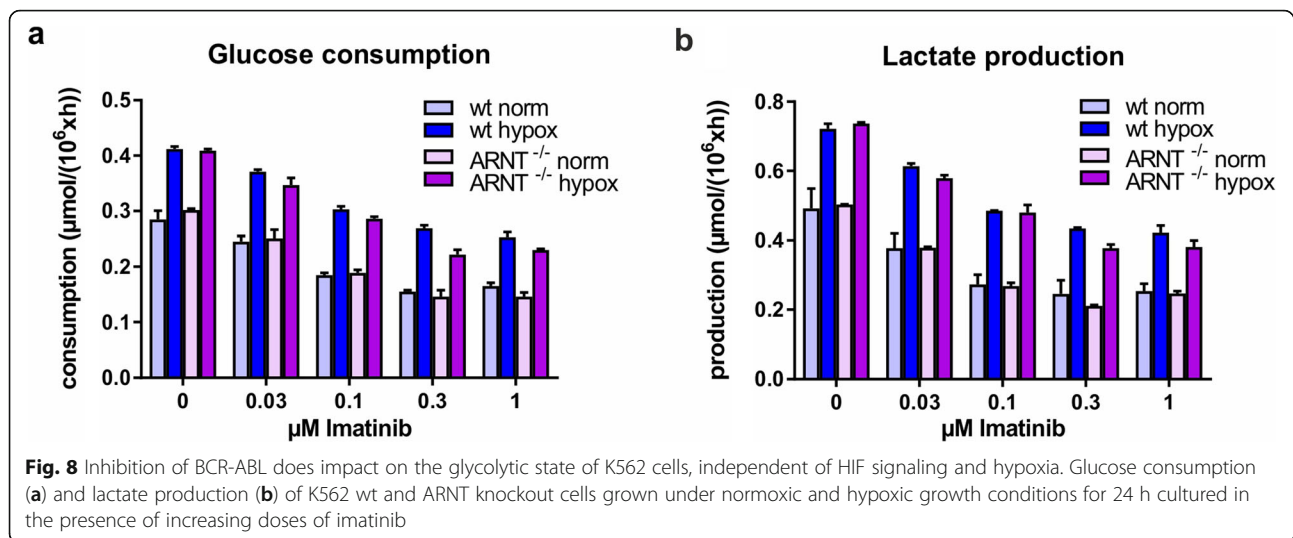 a
Glucose consumption
consumption (µmol/(10⁶xh))
0.5
0.4
0.3
0.2
0.1
0.0
wt norm
wt hypox
ARNT ⁻/⁻ norm
ARNT ⁻/⁻ hypox
0 0.03 0.1 0.3 1
µM Imatinib
b
Lactate production
production (µmol/(10⁶xh))
0.8
0.6
0.4
0.2
0.0
wt norm
wt hypox
ARNT ⁻/⁻ norm
ARNT ⁻/⁻ hypox
0 0.03 0.1 0.3 1
µM Imatinib
Fig. 8 Inhibition of BCR-ABL does impact on the glycolytic state of K562 cells, independent of HIF signaling and hypoxia. Glucose consumption
(a) and lactate production (b) of K562 wt and ARNT knockout cells grown under normoxic and hypoxic growth conditions for 24 h cultured in
the presence of increasing doses of imatinib